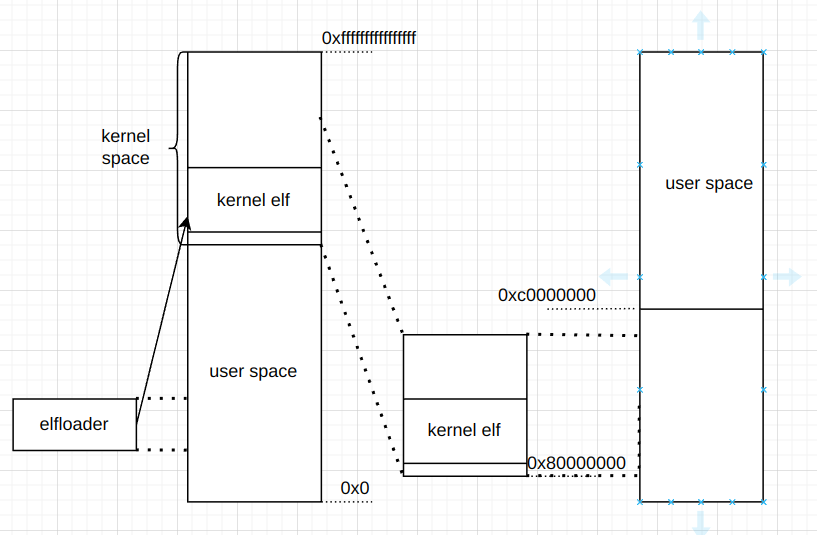 0xffffffffffffffff
kernel
space
kernel elf
user space
0xc0000000
user space
elfloader
kernel elf
0x80000000
0x0